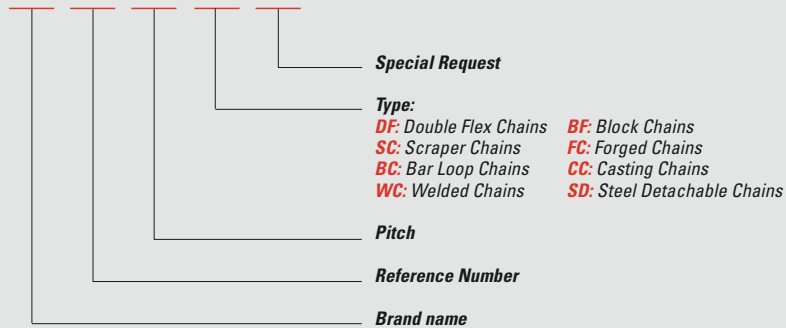 Special Request
Type:
DF: Double Flex Chains BF: Block Chains
SC: Scraper Chains FC: Forged Chains
BC: Bar Loop Chains CC: Casting Chains
WC: Welded Chains SD: Steel Detachable Chains
Pitch
Reference Number
Brand name